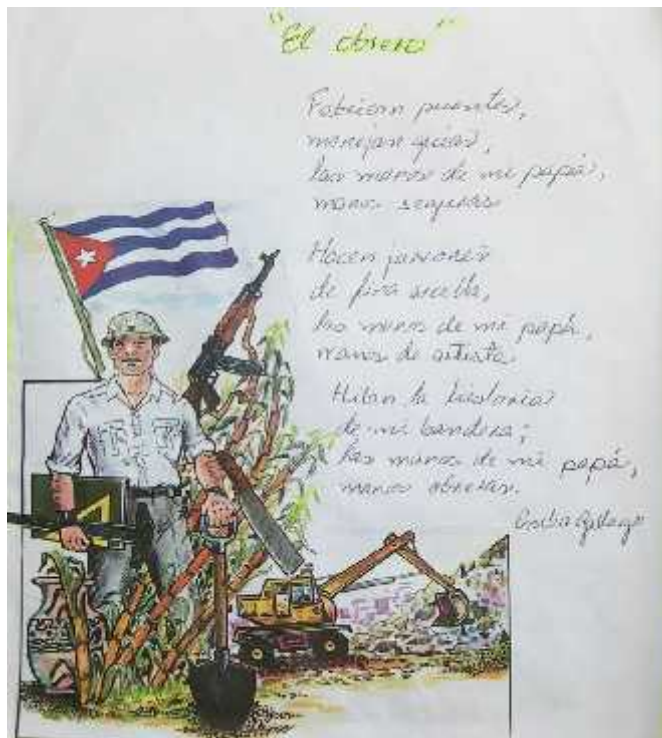 "El obrero"
Fabrican puentes,
manejan grúas,
las manos de mi papá,
manos
Hacen jarrones
de fina arcilla,
las manos de mi papá,
manos de artista.
Hilan la historia
de mi bandera;
las manos de mi papá,
manos obreras.